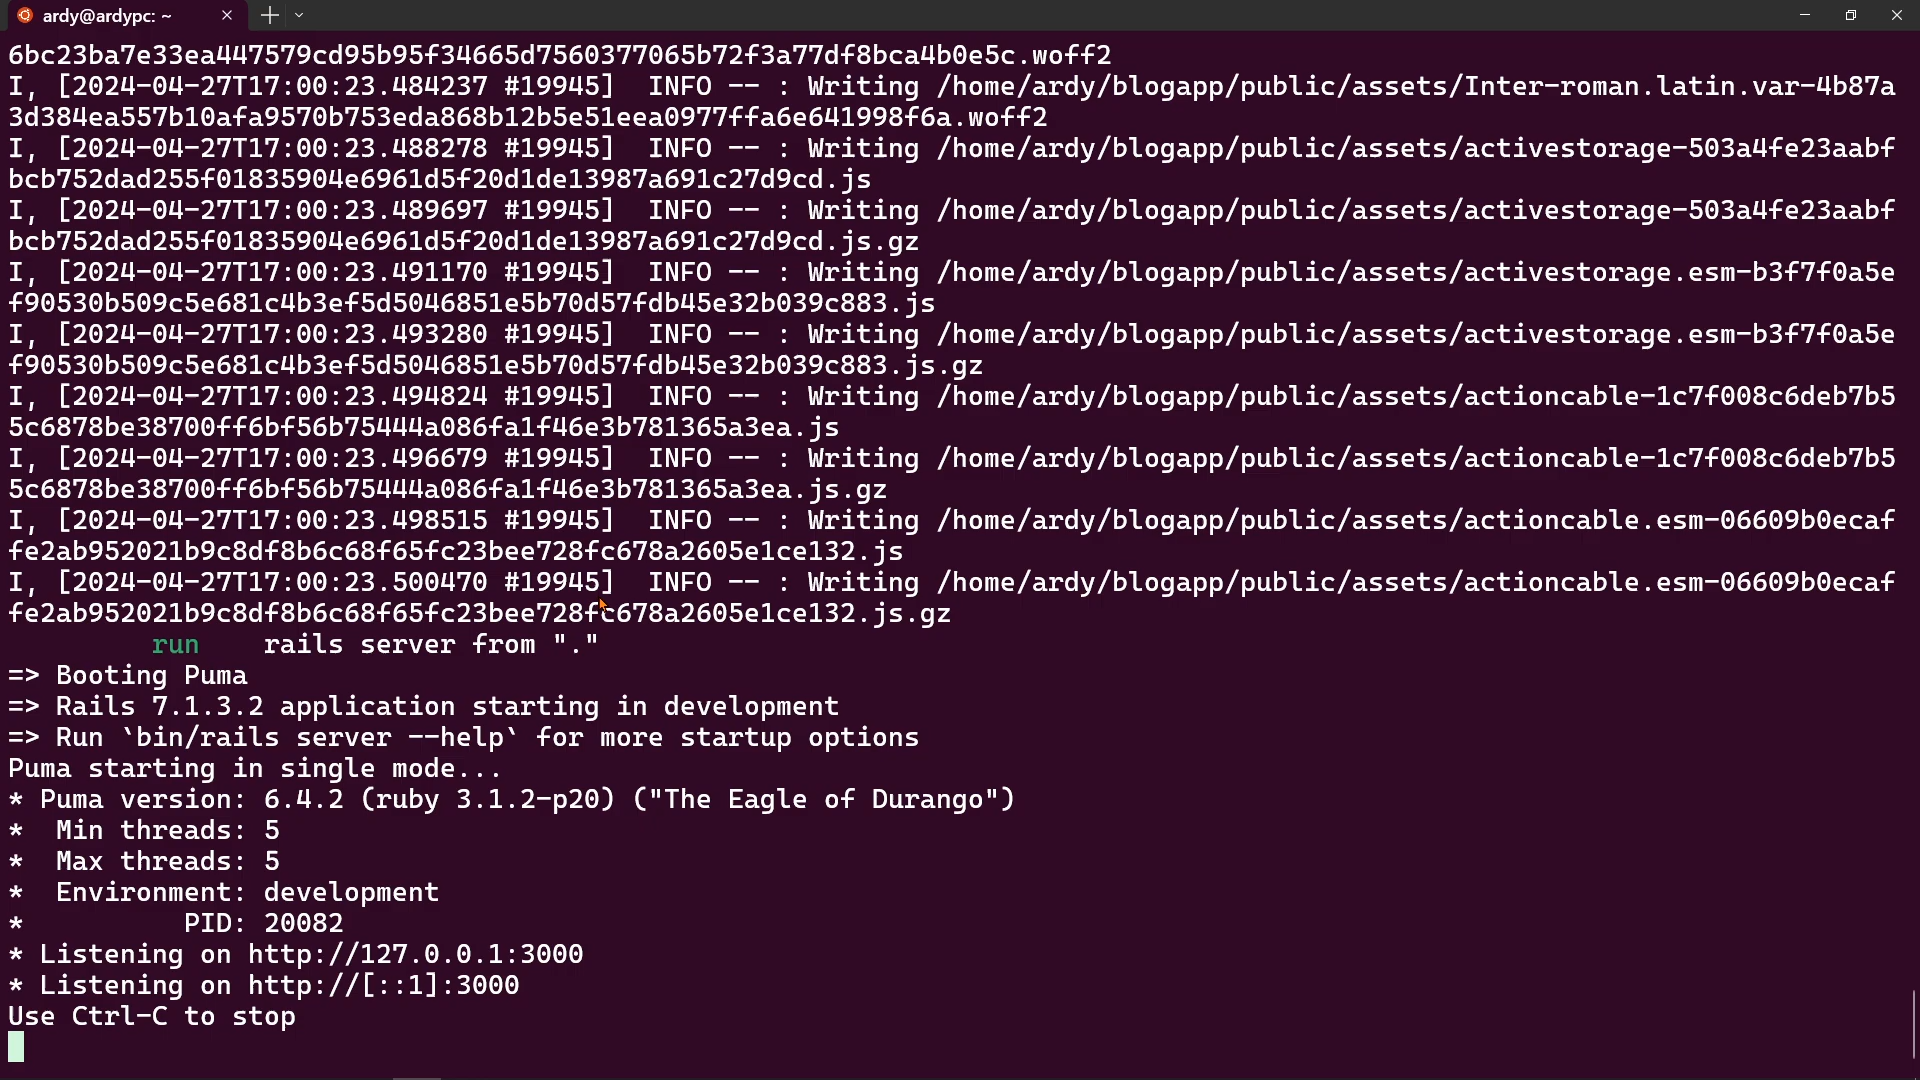 ardy@ardypc: ~
6bc23ba7e33ea447579cd95b95f34665d7560377065b72f3a77df8bca4b0e5c.woff2
I, [2024-04-27T17:00:23.484237 #19945]  INFO -- : Writing /home/ardy/blogapp/public/assets/Inter-roman.latin.var-4b87a
3d384ea557b10afa9570b753eda868b12b5e51eea0977ffa6e641998f6a.woff2
I, [2024-04-27T17:00:23.488278 #19945]  INFO -- : Writing /home/ardy/blogapp/public/assets/activestorage-503a4fe23aabf
bcb752dad255f01835904e6961d5f20d1de13987a691c27d9cd.js
I, [2024-04-27T17:00:23.489697 #19945]  INFO -- : Writing /home/ardy/blogapp/public/assets/activestorage-503a4fe23aabf
bcb752dad255f01835904e6961d5f20d1de13987a691c27d9cd.js.gz
I, [2024-04-27T17:00:23.491170 #19945]  INFO -- : Writing /home/ardy/blogapp/public/assets/activestorage.esm-b3f7f0a5e
f90530b509c5e681c4b3ef5d5046851e5b70d57fdb45e32b039c883.js
I, [2024-04-27T17:00:23.493280 #19945]  INFO -- : Writing /home/ardy/blogapp/public/assets/activestorage.esm-b3f7f0a5e
f90530b509c5e681c4b3ef5d5046851e5b70d57fdb45e32b039c883.js.gz
I, [2024-04-27T17:00:23.494824 #19945]  INFO -- : Writing /home/ardy/blogapp/public/assets/actioncable-1c7f008c6deb7b5
5c6878be38700ff6bf56b75444a086fa1f46e3b781365a3ea.js
I, [2024-04-27T17:00:23.496679 #19945]  INFO -- : Writing /home/ardy/blogapp/public/assets/actioncable-1c7f008c6deb7b5
5c6878be38700ff6bf56b75444a086fa1f46e3b781365a3ea.js.gz
I, [2024-04-27T17:00:23.498515 #19945]  INFO -- : Writing /home/ardy/blogapp/public/assets/actioncable.esm-06609b0ecaf
fe2ab952021b9c8df8b6c68f65fc23bee728fc678a2605e1ce132.js
I, [2024-04-27T17:00:23.500470 #19945]  INFO -- : Writing /home/ardy/blogapp/public/assets/actioncable.esm-06609b0ecaf
fe2ab952021b9c8df8b6c68f65fc23bee728fc678a2605e1ce132.js.gz
         run    rails server from "."
=> Booting Puma
=> Rails 7.1.3.2 application starting in development
=> Run `bin/rails server --help` for more startup options
Puma starting in single mode...
* Puma version: 6.4.2 (ruby 3.1.2-p20) ("The Eagle of Durango")
*  Min threads: 5
*  Max threads: 5
*  Environment: development
*          PID: 20082
* Listening on http://127.0.0.1:3000
* Listening on http://[::1]:3000
Use Ctrl-C to stop